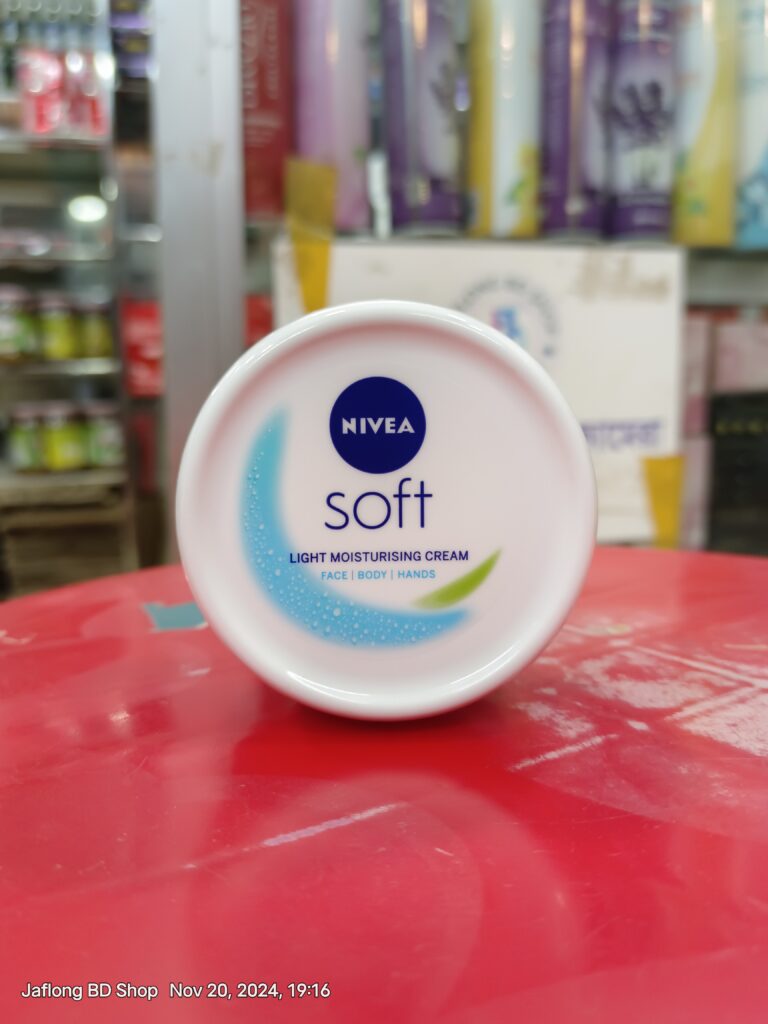 NIVEA
soft
LIGHT MOISTURISING CREAM
FACE | BODY | HANDS
Jaflong BD Shop Nov 20, 2024, 19:16